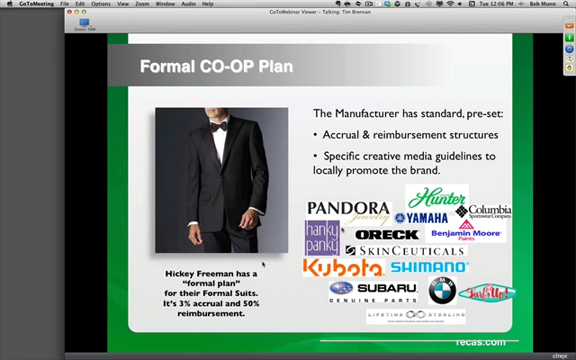 GoToMeeting File Edit View Audio Window Help
Tue 12:06 PM Bob Munn
GoToWebinar Viewer - Talking: Tim Brennan
Formal CO-OP Plan
The Manufacturer has standard, pre-set:
• Accrual & reimbursement structures
• Specific creative media guidelines to
locally promote the brand.
Hickey Freeman has a
“formal plan”
for their Formal Suits.
It’s 3% accrual and 50%
reimbursement.
Hunter
PANDORA
jewelry
YAMAHA
Columbia
Sportswear Company
hanky
panky
ORECK
Benjamin Moore
Paints
SKINCEUTICALS
Kubota
SHIMANO
SUBARU
GENUINE PARTS
BMW
Surf's Up
LIFETIME STERLING
recas.com